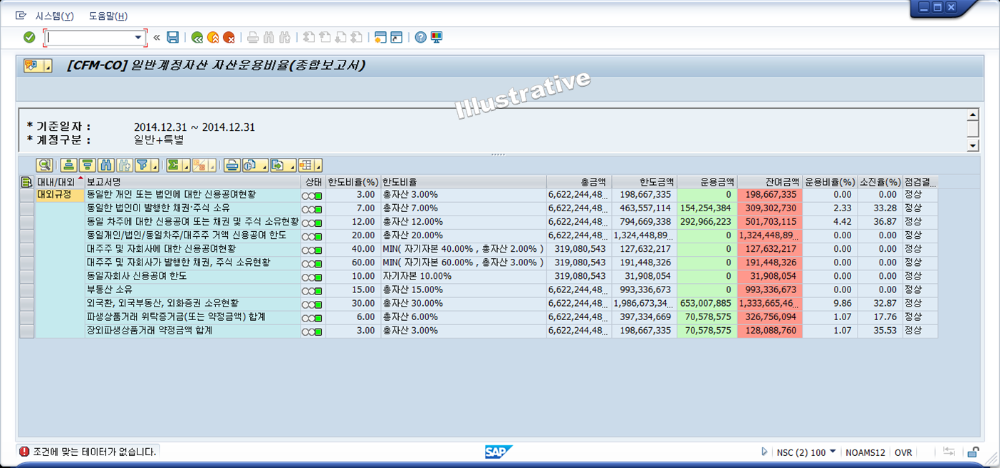 시스템(Y) 도움말(H)
[CFM-CO] 일반계정자산 자산운용비율(종합보고서)
Illustrative
* 기준일자 : 2014.12.31 ~ 2014.12.31
* 계정구분 : 일반+특별
대내/대외 보고서명 상태 한도비율(%) 한도비율 총금액 한도금액 운용금액 잔여금액 운용비율(%) 소진율(%) 점검결...
대외규정 동일한 개인 또는 법인에 대한 신용공여현황 3.00 총자산 3.00% 6,622,244,48... 198,667,335 0 198,667,335 0.00 0.00 정상
동일한 법인이 발행한 채권·주식 소유 7.00 총자산 7.00% 6,622,244,48... 463,557,114 154,254,384 309,302,730 2.33 33.28 정상
동일 차주에 대한 신용공여 또는 채권 및 주식 소유현황 12.00 총자산 12.00% 6,622,244,48... 794,669,338 292,966,223 501,703,115 4.42 36.87 정상
동일개인/법인/동일차주/대주주 거액 신용공여 한도 20.00 총자산 20.00% 6,622,244,48... 1,324,448,89... 0 1,324,448,89... 0.00 0.00 정상
대주주 및 자회사에 대한 신용공여현황 40.00 MIN( 자기자본 40.00% , 총자산 2.00% ) 319,080,543 127,632,217 0 127,632,217 0.00 0.00 정상
대주주 및 자회사가 발행한 채권, 주식 소유현황 60.00 MIN( 자기자본 60.00% , 총자산 3.00% ) 319,080,543 191,448,326 0 191,448,326 0.00 0.00 정상
동일자회사 신용공여 한도 10.00 자기자본 10.00% 319,080,543 31,908,054 0 31,908,054 0.00 0.00 정상
부동산 소유 15.00 총자산 15.00% 6,622,244,48... 993,336,673 0 993,336,673 0.00 0.00 정상
외국환, 외국부동산, 외화증권 소유현황 30.00 총자산 30.00% 6,622,244,48... 1,986,673,34... 653,007,885 1,333,665,46... 9.86 32.87 정상
파생상품거래 위탁증거금(또는 약정금액) 합계 6.00 총자산 6.00% 6,622,244,48... 397,334,669 70,578,575 326,756,094 1.07 17.76 정상
장외파생상품거래 약정금액 합계 3.00 총자산 3.00% 6,622,244,48... 198,667,335 70,578,575 128,088,760 1.07 35.53 정상
조건에 맞는 테이터가 없습니다. SAP NSC (2) 100 NOAMS12 OVR